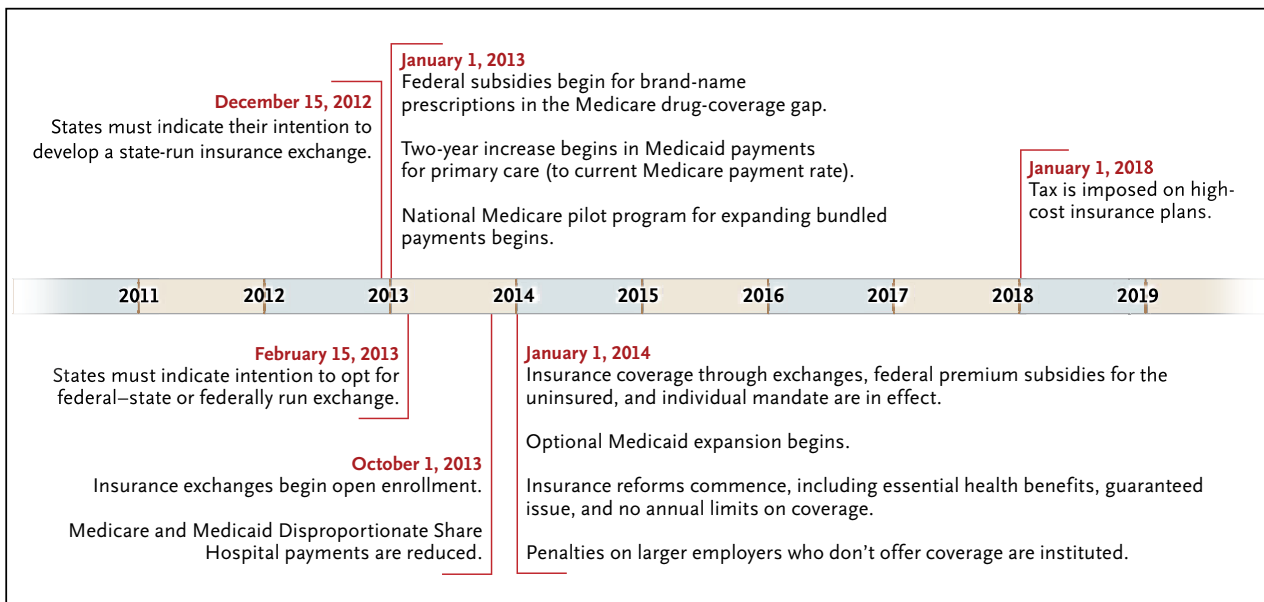 January 1, 2013
Federal subsidies begin for brand-name
prescriptions in the Medicare drug-coverage gap.
Two-year increase begins in Medicaid payments
for primary care (to current Medicare payment rate).
National Medicare pilot program for expanding bundled
payments begins.
December 15, 2012
States must indicate their intention to
develop a state-run insurance exchange.
January 1, 2018
Tax is imposed on high-
cost insurance plans.
2011 2012 2013 2014 2015 2016 2017 2018 2019
February 15, 2013
States must indicate intention to opt for
federal–state or federally run exchange.
October 1, 2013
Insurance exchanges begin open enrollment.
Medicare and Medicaid Disproportionate Share
Hospital payments are reduced.
January 1, 2014
Insurance coverage through exchanges, federal premium subsidies for the
uninsured, and individual mandate are in effect.
Optional Medicaid expansion begins.
Insurance reforms commence, including essential health benefits, guaranteed
issue, and no annual limits on coverage.
Penalties on larger employers who don’t offer coverage are instituted.